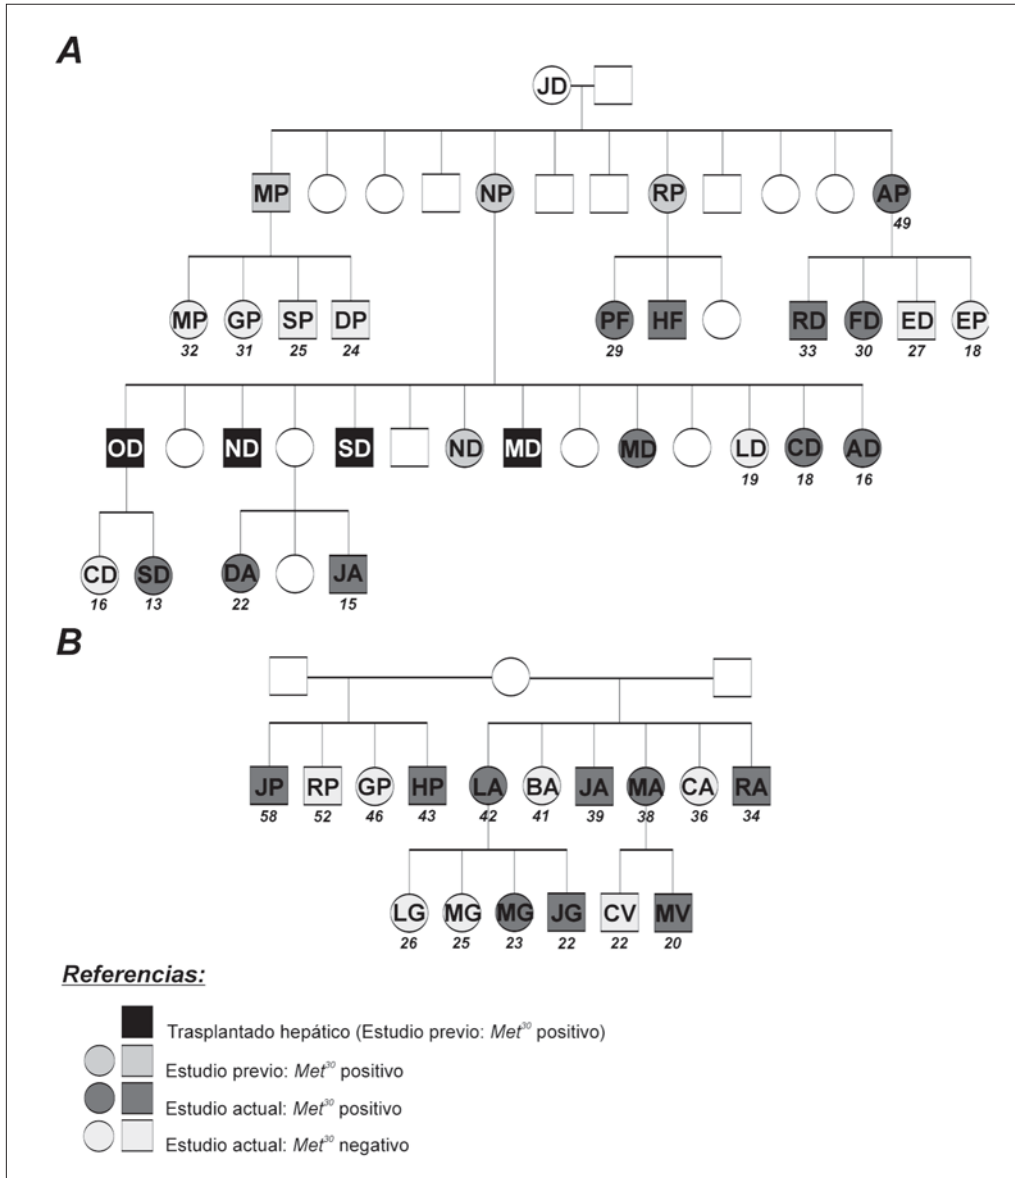 A
JD
MP NP RP AP
49
MP GP SP DP PF HF RD FD ED EP
32 31 25 24 29 33 30 27 18
OD ND SD ND MD MD LD CD AD
19 18 16
CD SD DA JA
16 13 22 15
B
JP RP GP HP LA BA JA MA CA RA
58 52 46 43 42 41 39 38 36 34
LG MG MG JG CV MV
26 25 23 22 22 20
Referencias:
Trasplantado hepático (Estudio previo: Met³⁰ positivo)
Estudio previo: Met³⁰ positivo
Estudio actual: Met³⁰ positivo
Estudio actual: Met³⁰ negativo